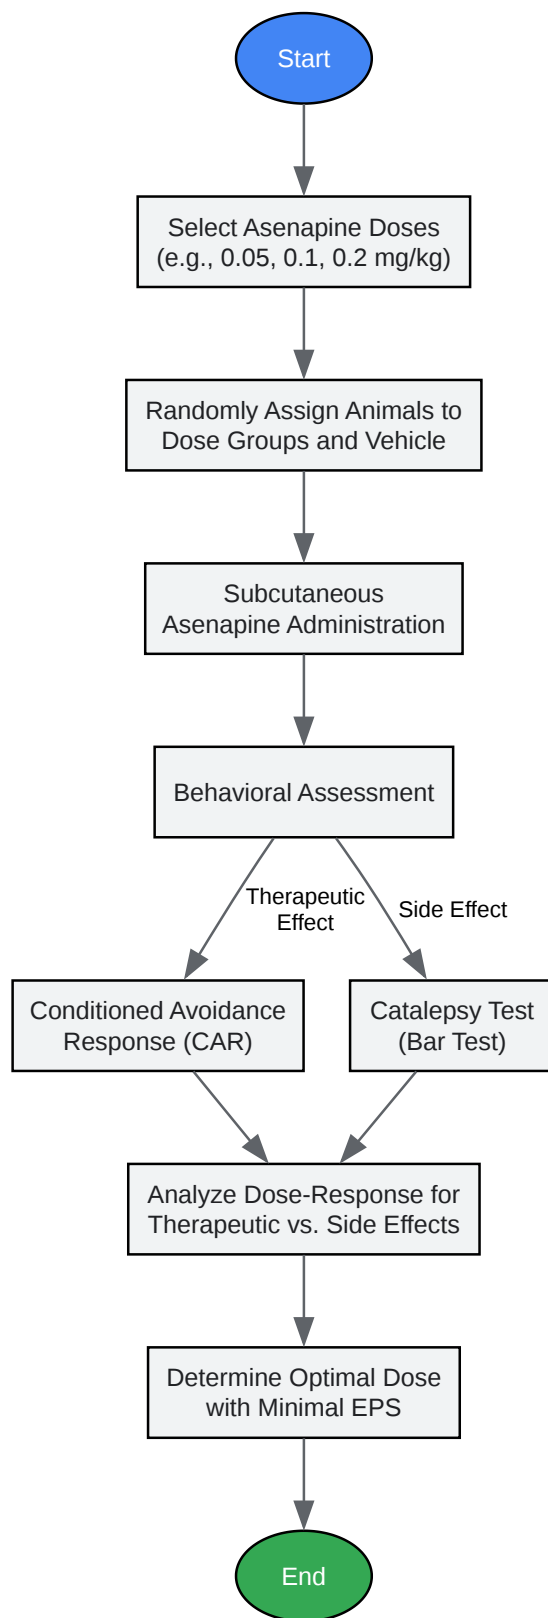 Start
Select Asenapine Doses
(e.g., 0.05, 0.1, 0.2 mg/kg)
Randomly Assign Animals to
Dose Groups and Vehicle
Subcutaneous
Asenapine Administration
Behavioral Assessment
Therapeutic
Effect
Side Effect
Conditioned Avoidance
Response (CAR)
Catalepsy Test
(Bar Test)
Analyze Dose-Response for
Therapeutic vs. Side Effects
Determine Optimal Dose
with Minimal EPS
End